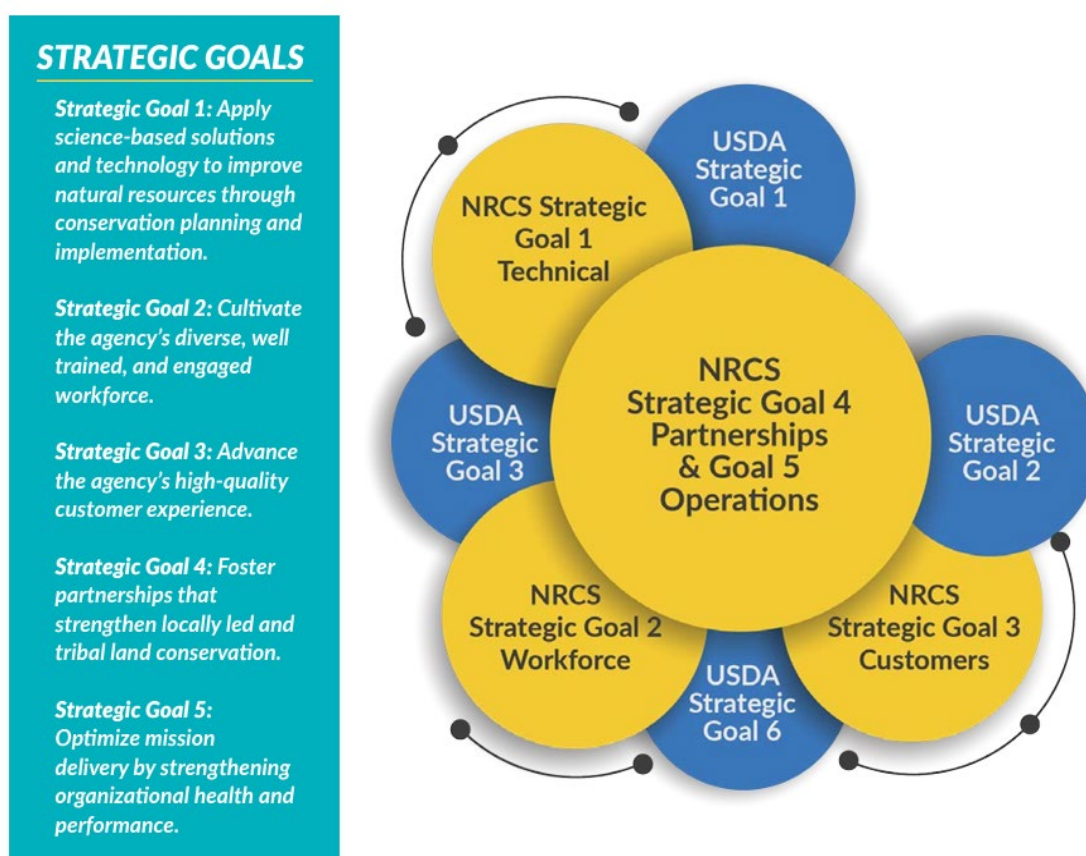 STRATEGIC GOALS
Strategic Goal 1: Apply
science-based solutions
and technology to improve
natural resources through
conservation planning and
implementation.
Strategic Goal 2: Cultivate
the agency's diverse, well
trained, and engaged
workforce.
Strategic Goal 3: Advance
the agency's high-quality
customer experience.
Strategic Goal 4: Foster
partnerships that
strengthen locally led and
tribal land conservation.
Strategic Goal 5:
Optimize mission
delivery by strengthening
organizational health and
performance.
USDA
Strategic
Goal 1
NRCS Strategic
Goal 1
Technical
NRCS
Strategic Goal 4
Partnerships
& Goal 5
Operations
USDA
Strategic
Goal 3
USDA
Strategic
Goal 2
NRCS
Strategic Goal 2
Workforce
NRCS
Strategic Goal 3
Customers
USDA
Strategic
Goal 6